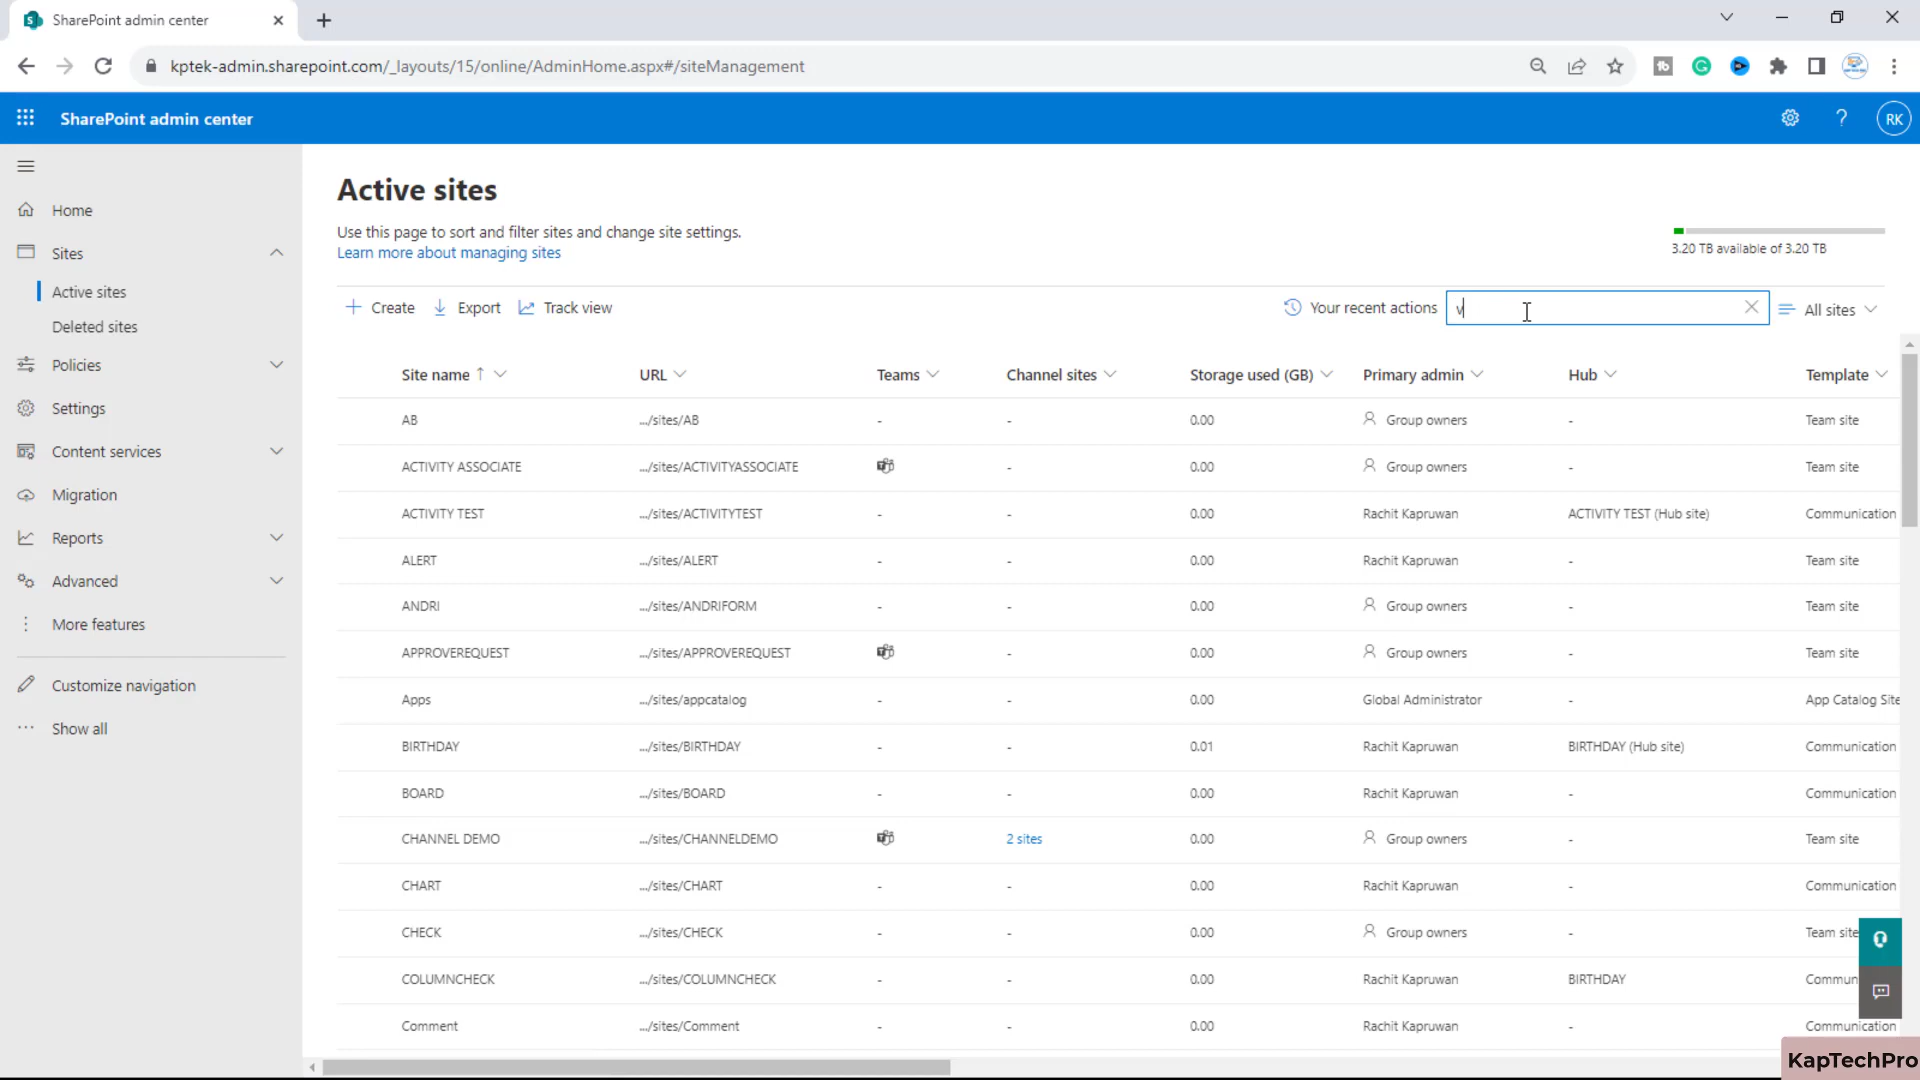 SharePoint admin center
kptek-admin.sharepoint.com/_layouts/15/online/AdminHome.aspx#/siteManagement
SharePoint admin center
RK
Home
Sites
Active sites
Deleted sites
Policies
Settings
Content services
Migration
Reports
Advanced
More features
Customize navigation
Show all
Active sites
Use this page to sort and filter sites and change site settings.
Learn more about managing sites
3.20 TB available of 3.20 TB
Create Export Track view Your recent actions v All sites
Site name URL Teams Channel sites Storage used (GB) Primary admin Hub Template
AB .../sites/AB - - 0.00 Group owners - Team site
ACTIVITY ASSOCIATE .../sites/ACTIVITYASSOCIATE - 0.00 Group owners - Team site
ACTIVITY TEST .../sites/ACTIVITYTEST - - 0.00 Rachit Kapruwan ACTIVITY TEST (Hub site) Communication
ALERT .../sites/ALERT - - 0.00 Rachit Kapruwan - Team site
ANDRI .../sites/ANDRIFORM - - 0.00 Group owners - Team site
APPROVEREQUEST .../sites/APPROVEREQUEST - 0.00 Group owners - Team site
Apps .../sites/appcatalog - - 0.00 Global Administrator - App Catalog Site
BIRTHDAY .../sites/BIRTHDAY - - 0.01 Rachit Kapruwan BIRTHDAY (Hub site) Communication
BOARD .../sites/BOARD - - 0.00 Rachit Kapruwan - Communication
CHANNEL DEMO .../sites/CHANNELDEMO 2 sites 0.00 Group owners - Team site
CHART .../sites/CHART - - 0.00 Rachit Kapruwan - Communication
CHECK .../sites/CHECK - - 0.00 Group owners - Team site
COLUMNCHECK .../sites/COLUMNCHECK - - 0.00 Rachit Kapruwan BIRTHDAY Commun
Comment .../sites/Comment - - 0.00 Rachit Kapruwan - Communication
KapTechPro